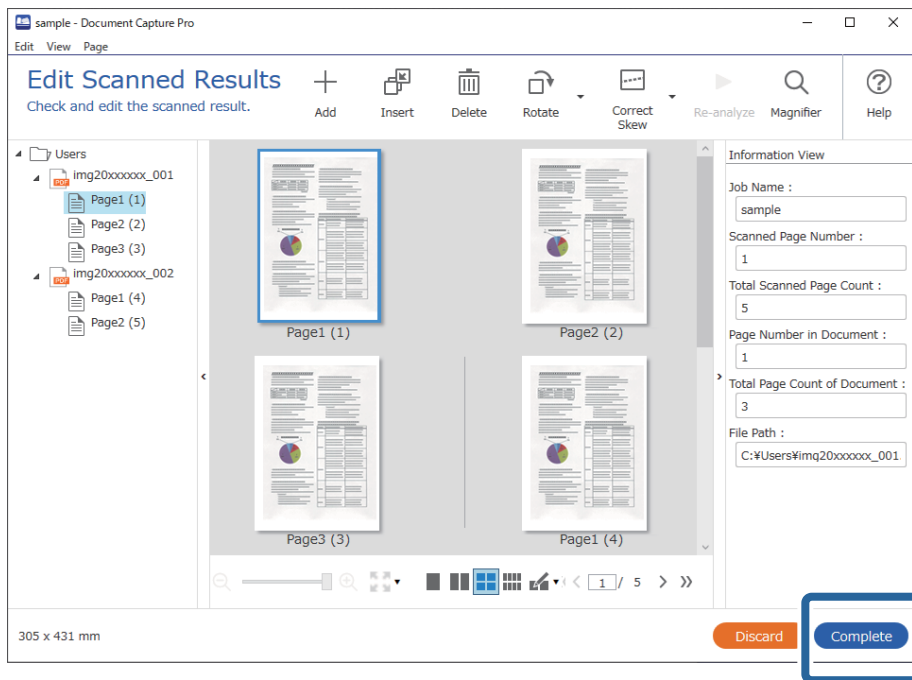 sample - Document Capture Pro
Edit View Page
Edit Scanned Results
Check and edit the scanned result.
Add
Insert
Delete
Rotate
Correct
Skew
Re-analyze
Magnifier
Help
Users
img20xxxxxx_001
Page1 (1)
Page2 (2)
Page3 (3)
img20xxxxxx_002
Page1 (4)
Page2 (5)
PDF
PDF
Page1 (1)
Page2 (2)
Page3 (3)
Page1 (4)
1 / 5
Information View
Job Name :
sample
Scanned Page Number :
1
Total Scanned Page Count :
5
Page Number in Document :
1
Total Page Count of Document :
3
File Path :
C:¥Users¥img20xxxxxx_001
305 x 431 mm
Discard
Complete